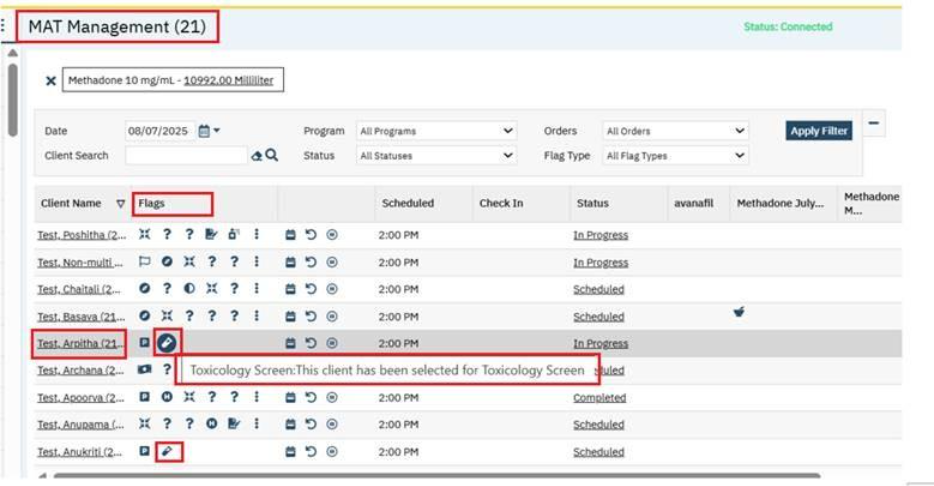 MAT Management (21)
Status: Connected
Methadone 10 mg/mL - 10992.00 Milliliter
Date 08/07/2025 Program All Programs Orders All Orders Apply Filter
Client Search Status All Statuses Flag Type All Flag Types
Client Name Flags Scheduled Check In Status avanafil Methadone July... Methadone M...
Test, Poshitha (2... ? ? 2:00 PM In Progress
Test, Non-multi ... ? ? 2:00 PM In Progress
Test, Chaitali (2... ? ? 2:00 PM Scheduled
Test, Basava (21... ? ? ? 2:00 PM Scheduled
Test, Arpitha (21... P 2:00 PM In Progress
Test, Archana (2... ? duled
Toxicology Screen:This client has been selected for Toxicology Screen
Test, Apoorva (2... P H ? ? 2:00 PM Completed
Test, Anupama (... ? ? H 2:00 PM Scheduled
Test, Anukriti (2... P 2:00 PM Scheduled